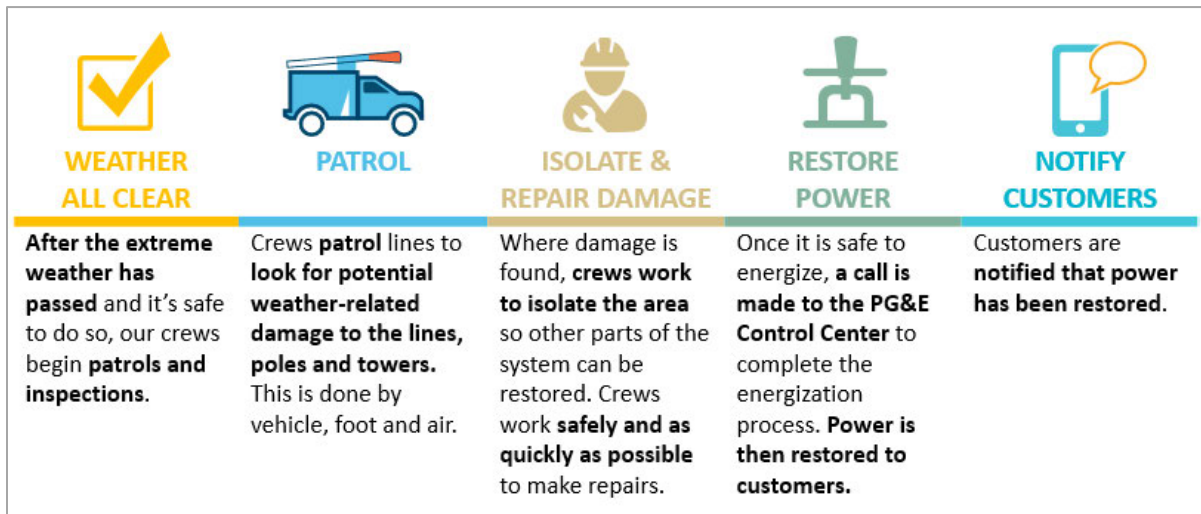 WEATHER
ALL CLEAR
After the extreme
weather has
passed and it’s safe
to do so, our crews
begin patrols and
inspections.
PATROL
Crews patrol lines to
look for potential
weather-related
damage to the lines,
poles and towers.
This is done by
vehicle, foot and air.
ISOLATE &
REPAIR DAMAGE
Where damage is
found, crews work
to isolate the area
so other parts of the
system can be
restored. Crews
work safely and as
quickly as possible
to make repairs.
RESTORE
POWER
Once it is safe to
energize, a call is
made to the PG&E
Control Center to
complete the
energization
process. Power is
then restored to
customers.
NOTIFY
CUSTOMERS
Customers are
notified that power
has been restored.